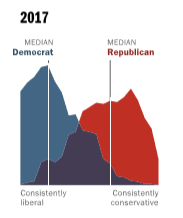 2017
MEDIAN MEDIAN
Democrat Republican
Consistently Consistently
liberal conservative